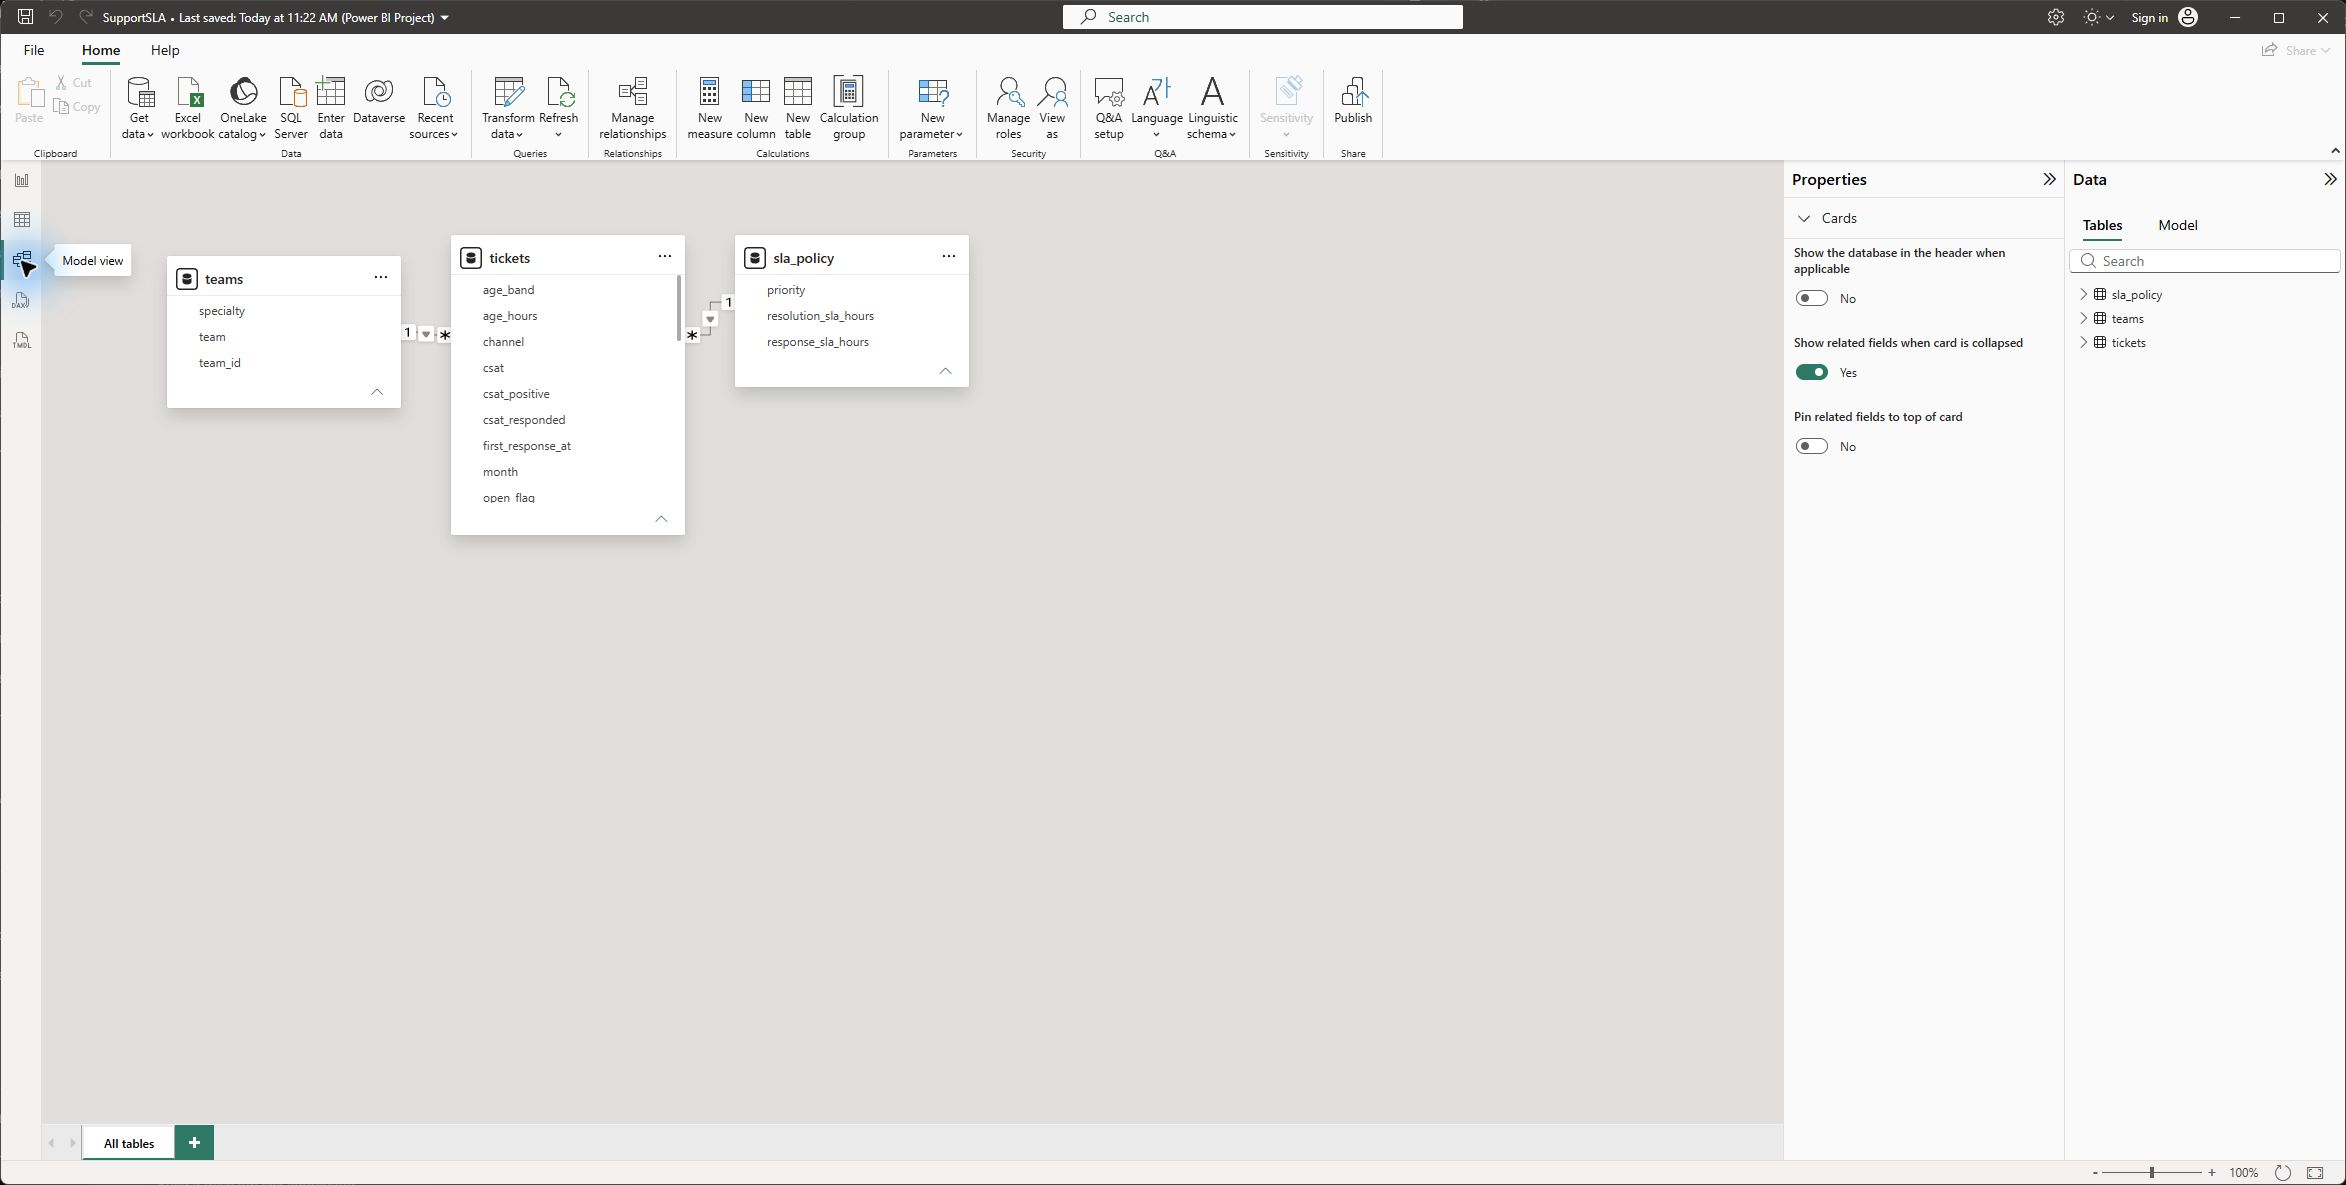 SupportSLA • Last saved: Today at 11:22 AM (Power BI Project)
Search
Sign in
File
Home
Help
Share
Paste
Cut
Copy
Clipboard
Get data
Excel workbook
OneLake catalog
SQL Server
Enter data
Dataverse
Recent sources
Data
Transform data
Refresh
Queries
Manage relationships
Relationships
New measure
New column
New table
Calculation group
Calculations
New parameter
Parameters
Manage roles
View as
Security
Q&A setup
Language
Linguistic schema
Q&A
Sensitivity
Sensitivity
Publish
Share
DAX
TMDL
Model view
teams
specialty
team
team_id
1
*
tickets
age_band
age_hours
channel
csat
csat_positive
csat_responded
first_response_at
month
open_flag
*
1
sla_policy
priority
resolution_sla_hours
response_sla_hours
Properties
Cards
Show the database in the header when
applicable
No
Show related fields when card is collapsed
Yes
Pin related fields to top of card
No
Data
Tables
Model
Search
sla_policy
teams
tickets
All tables
+
- + 100%